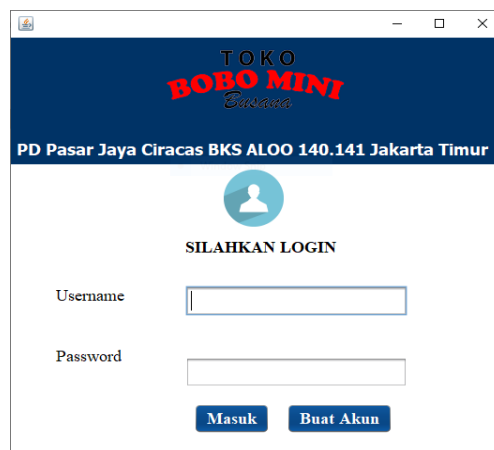 TOKO
BOBO MINI
Busana
PD Pasar Jaya Ciracas BKS ALOO 140.141 Jakarta Timur
SILAHKAN LOGIN
Username
Password
Masuk Buat Akun